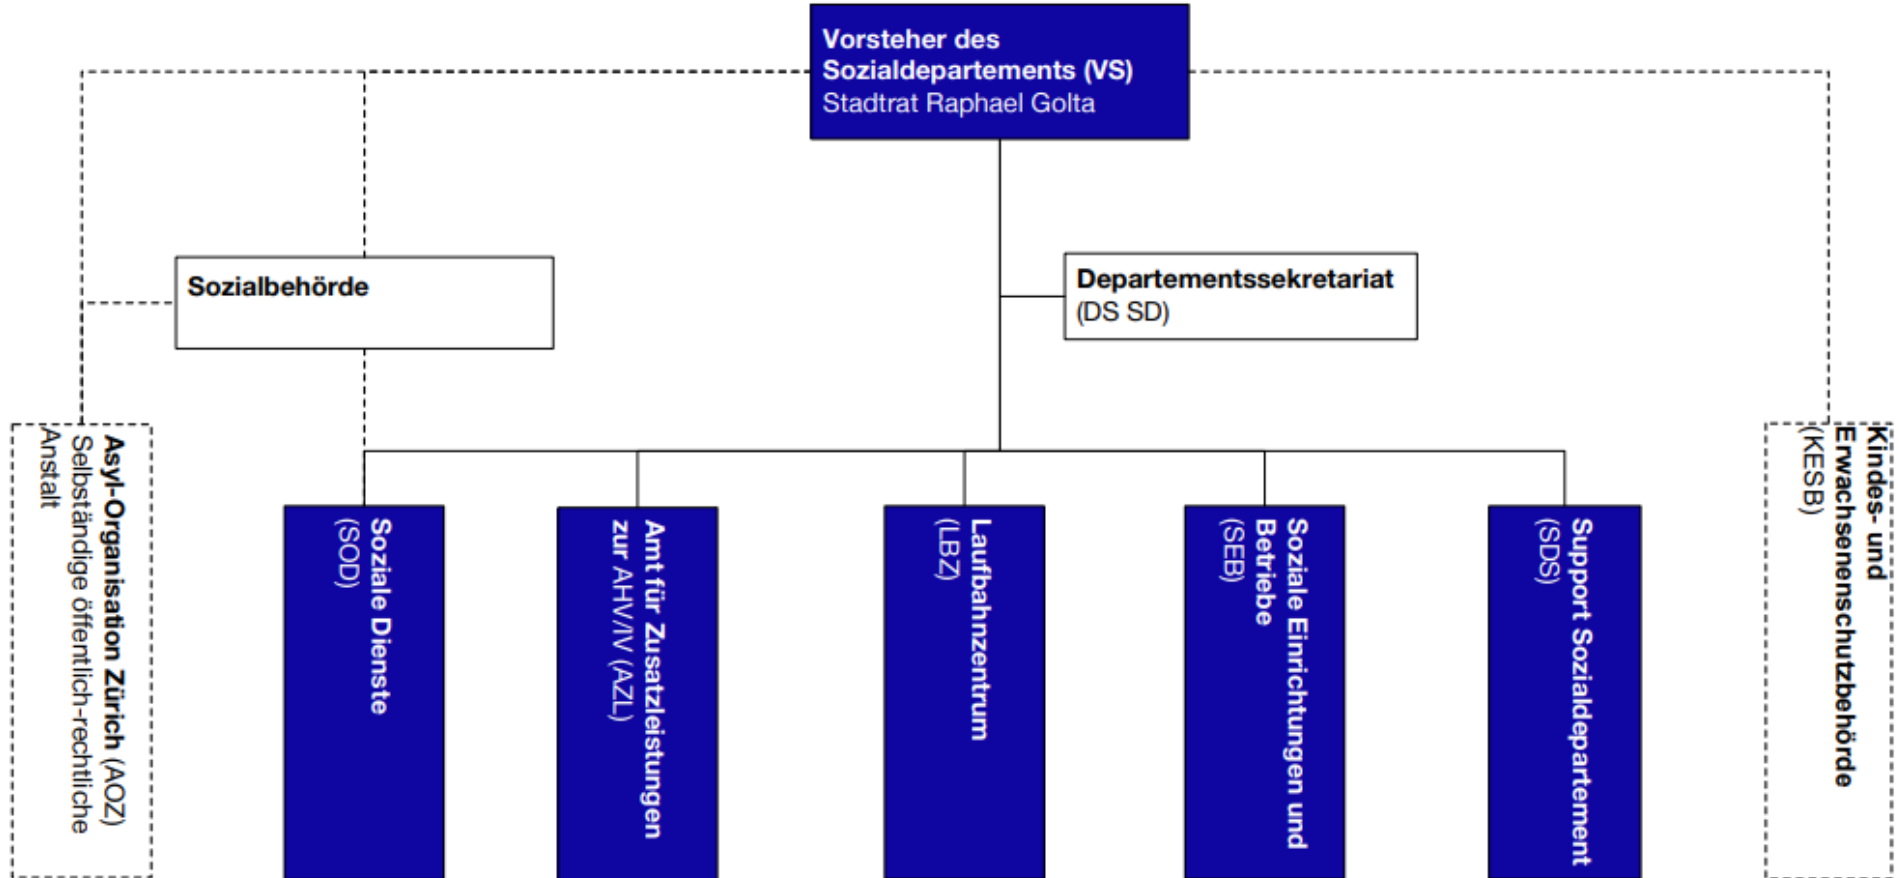 Vorsteher des
Sozialdepartements (VS)
Stadtrat Raphael Golta
Sozialbehörde
Departementssekretariat
(DS SD)
Asyl-Organisation Zürich (AOZ)
Selbständige öffentlich-rechtliche
Anstalt
Soziale Dienste
(SOD)
Amt für Zusatzleistungen
zur AHV/IV (AZL)
Laufbahnzentrum
(LBZ)
Soziale Einrichtungen und
Betriebe
(SEB)
Support Sozialdepartement
(SDS)
Kindes- und
Erwachsenenschutzbehörde
(KESB)